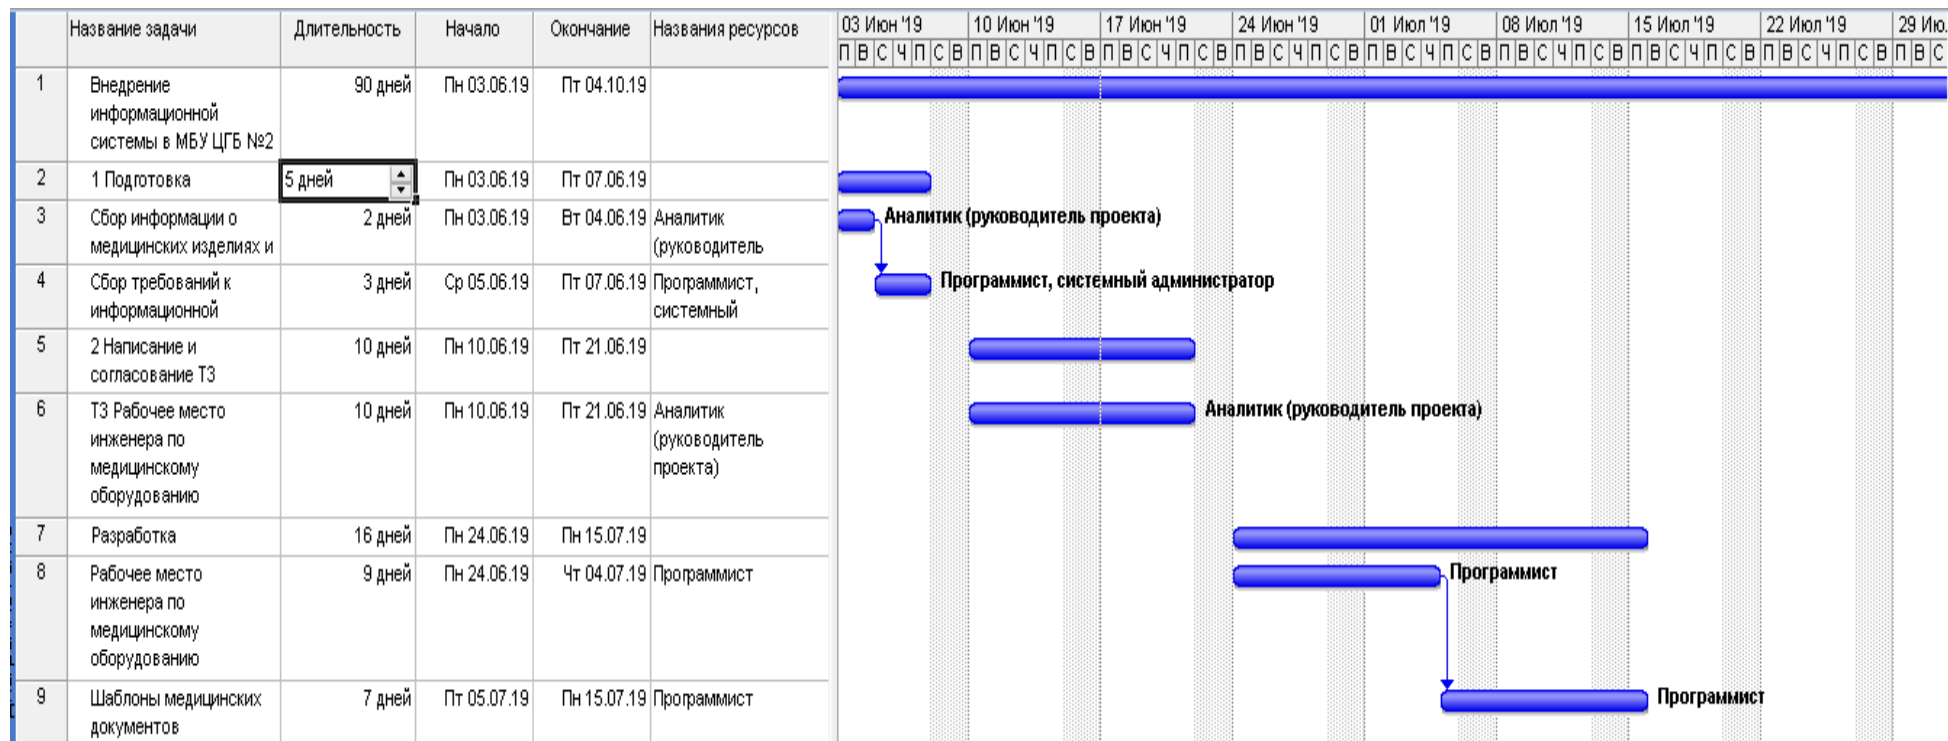 Название задачи Длительность Начало Окончание Названия ресурсов 03 Июн '19 10 Июн '19 17 Июн '19 24 Июн '19 01 Июл '19 08 Июл '19 15 Июл '19 22 Июл '19 29 Ию.
П В С Ч П С В П В С Ч П С В П В С Ч П С В П В С Ч П С В П В С Ч П С В П В С Ч П С В П В С Ч П С В П В С Ч П С В П В С
1 Внедрение 90 дней Пн 03.06.19 Пт 04.10.19
информационной
системы в МБУ ЦГБ №2
2 1 Подготовка 5 дней Пн 03.06.19 Пт 07.06.19
3 Сбор информации о 2 дней Пн 03.06.19 Вт 04.06.19 Аналитик Аналитик (руководитель проекта)
медицинских изделиях и (руководитель
4 Сбор требований к 3 дней Ср 05.06.19 Пт 07.06.19 Программист, Программист, системный администратор
информационной системный
5 2 Написание и 10 дней Пн 10.06.19 Пт 21.06.19
согласование ТЗ
6 ТЗ Рабочее место 10 дней Пн 10.06.19 Пт 21.06.19 Аналитик Аналитик (руководитель проекта)
инженера по (руководитель
медицинскому проекта)
оборудованию
7 Разработка 16 дней Пн 24.06.19 Пн 15.07.19
8 Рабочее место 9 дней Пн 24.06.19 Чт 04.07.19 Программист Программист
инженера по
медицинскому
оборудованию
9 Шаблоны медицинских 7 дней Пт 05.07.19 Пн 15.07.19 Программист Программист
документов